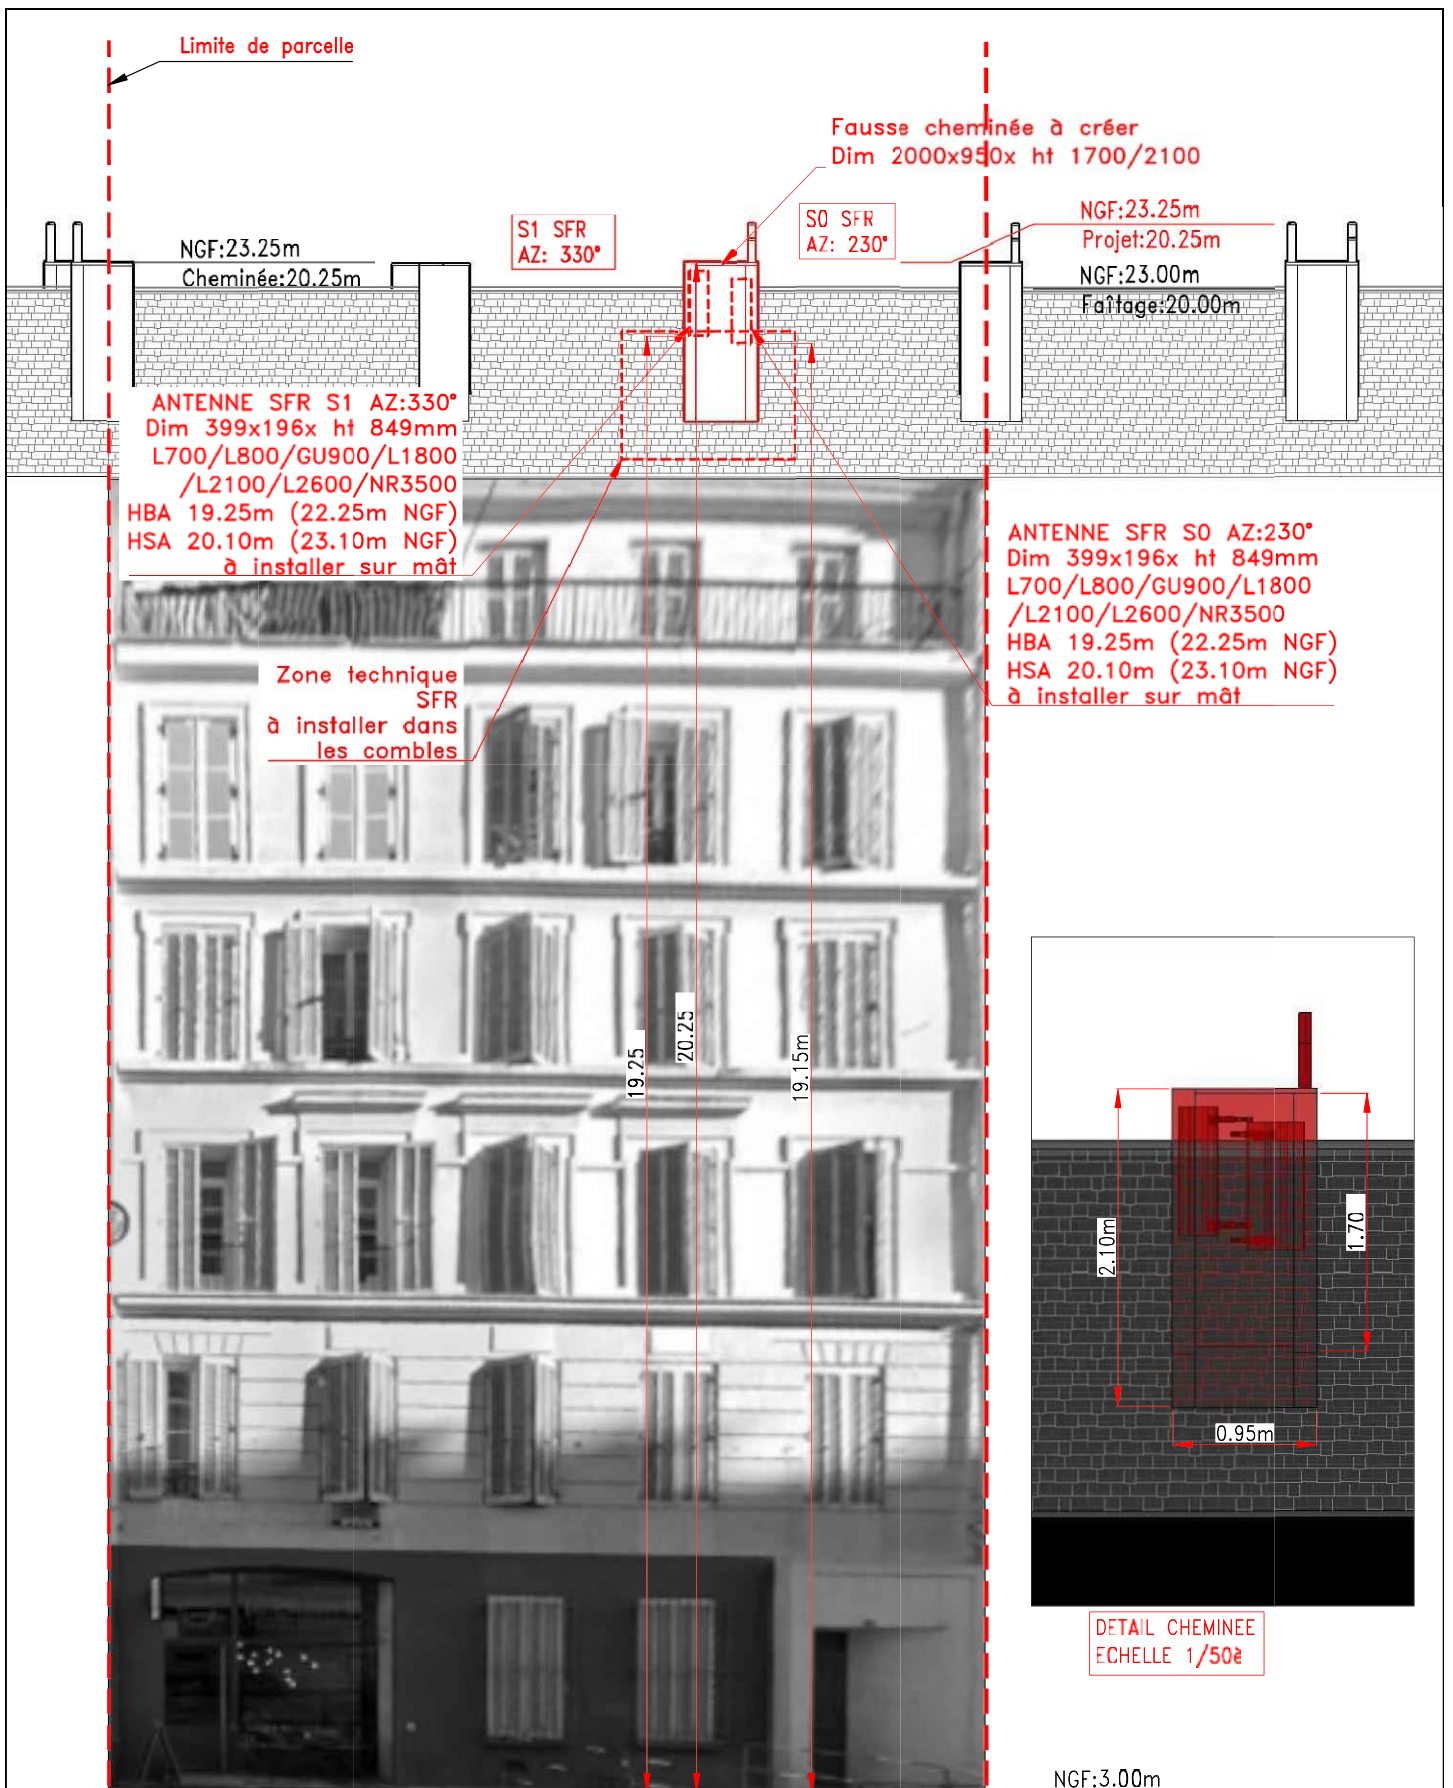 Limite de parcelle
Fausse cheminée à créer
Dim 2000x950x ht 1700/2100
S1 SFR
AZ: 330°
S0 SFR
AZ: 230°
NGF:23.25m
Projet:20.25m
NGF:23.25m
Cheminée:20.25m
NGF:23.00m
Faîtage:20.00m
ANTENNE SFR S1 AZ:330°
Dim 399x196x ht 849mm
L700/L800/GU900/L1800
/L2100/L2600/NR3500
HBA 19.25m (22.25m NGF)
HSA 20.10m (23.10m NGF)
à installer sur mât
ANTENNE SFR S0 AZ:230°
Dim 399x196x ht 849mm
L700/L800/GU900/L1800
/L2100/L2600/NR3500
HBA 19.25m (22.25m NGF)
HSA 20.10m (23.10m NGF)
à installer sur mât
Zone technique
SFR
à installer dans
les combles
19.25
20.25
19.15m
2.10m
1.70
0.95m
DETAIL CHEMINEE
ECHELLE 1/50è
NGF:3.00m